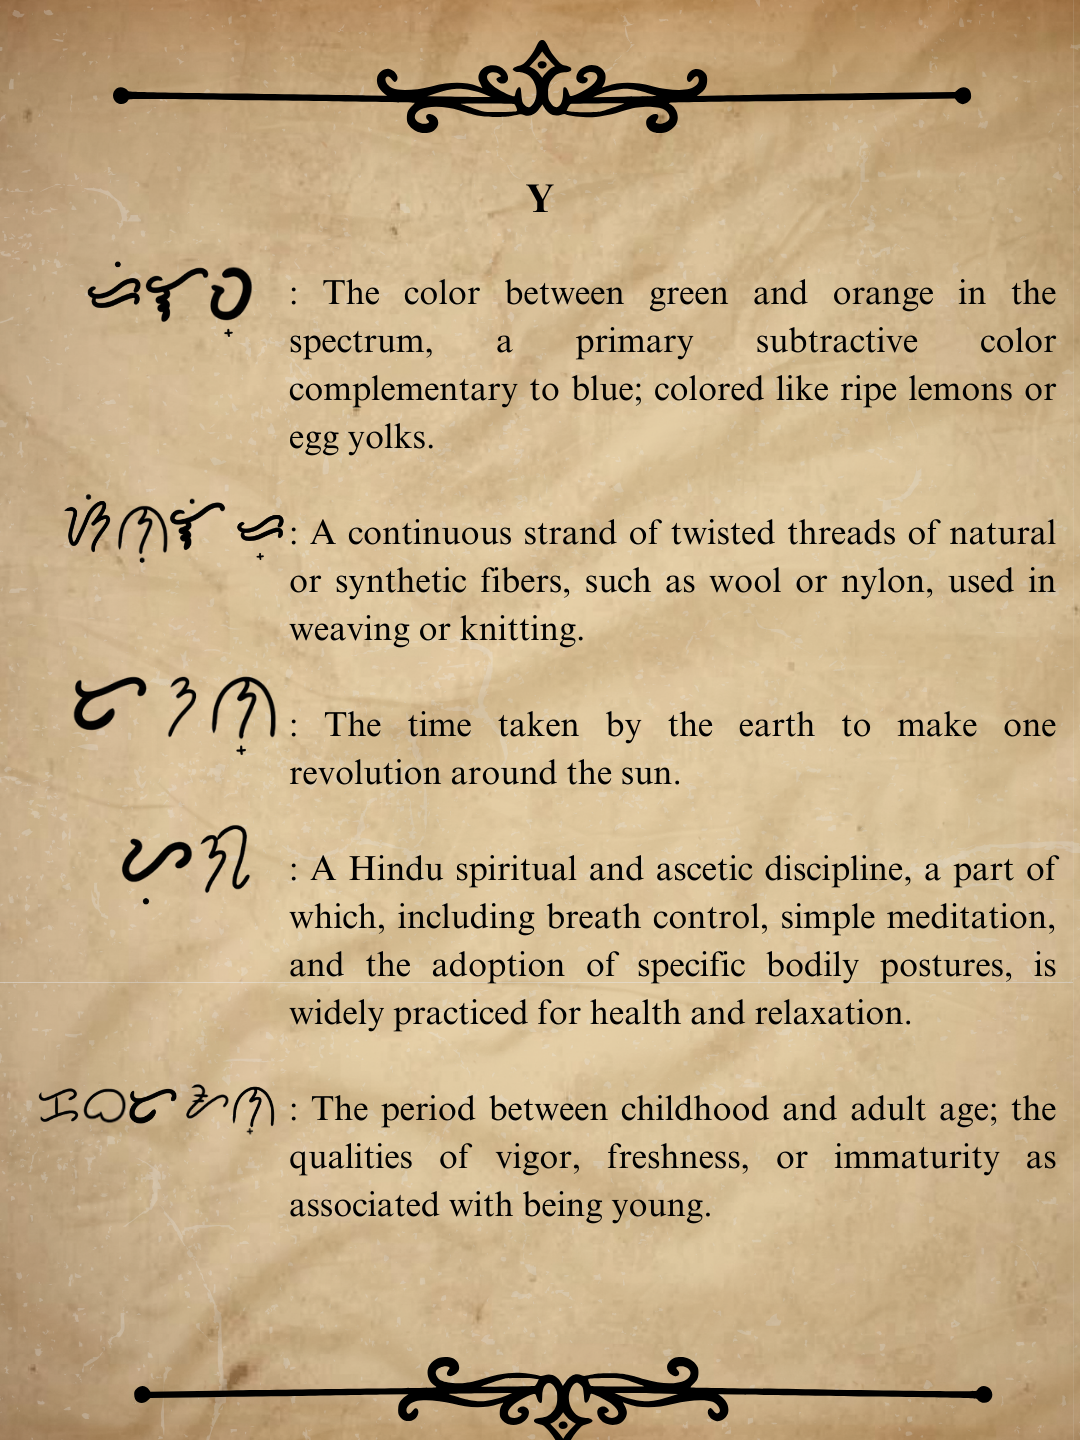 Y
ᜇᜒᜎᜏ᜔ : The color between green and orange in the
spectrum, a primary subtractive color
complementary to blue; colored like ripe lemons or
egg yolks.
ᜐᜒᜈᜓᜎᜒᜇ᜔ : A continuous strand of twisted threads of natural
or synthetic fibers, such as wool or nylon, used in
weaving or knitting.
ᜆᜂᜈ᜔ : The time taken by the earth to make one
revolution around the sun.
ᜌᜓᜄ : A Hindu spiritual and ascetic discipline, a part of
which, including breath control, simple meditation,
and the adoption of specific bodily postures, is
widely practiced for health and relaxation.
ᜃᜊᜆᜀᜈ᜔ : The period between childhood and adult age; the
qualities of vigor, freshness, or immaturity as
associated with being young.